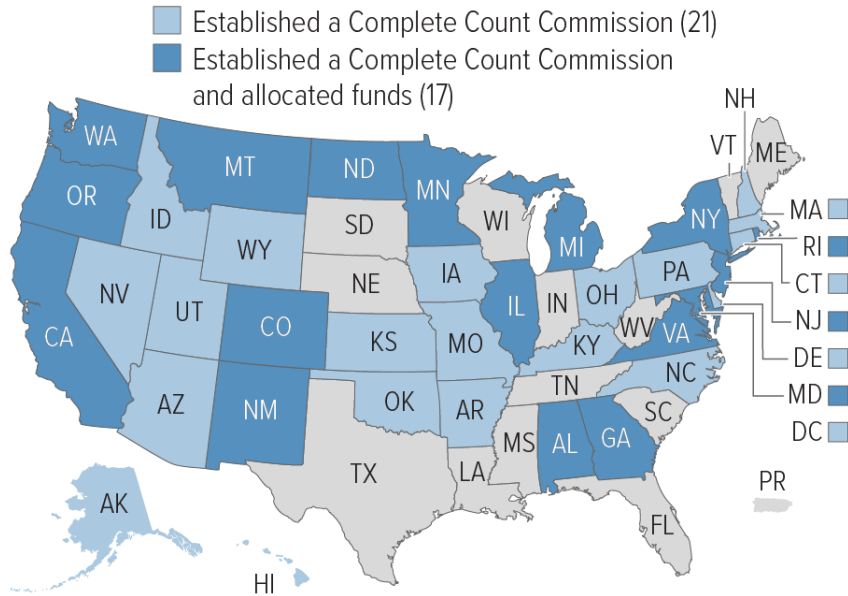 Established a Complete Count Commission (21)
Established a Complete Count Commission
and allocated funds (17)
NH
VT
ME
WA
MT
ND
MN
OR
ID
SD
WI
MI
NY
MA
WY
RI
IA
PA
CT
NE
NV
UT
IL
IN
OH
NJ
CO
WV
VA
CA
KS
MO
KY
DE
NC
TN
MD
AZ
NM
OK
AR
SC
DC
MS
AL
GA
TX
LA
PR
AK
FL
HI